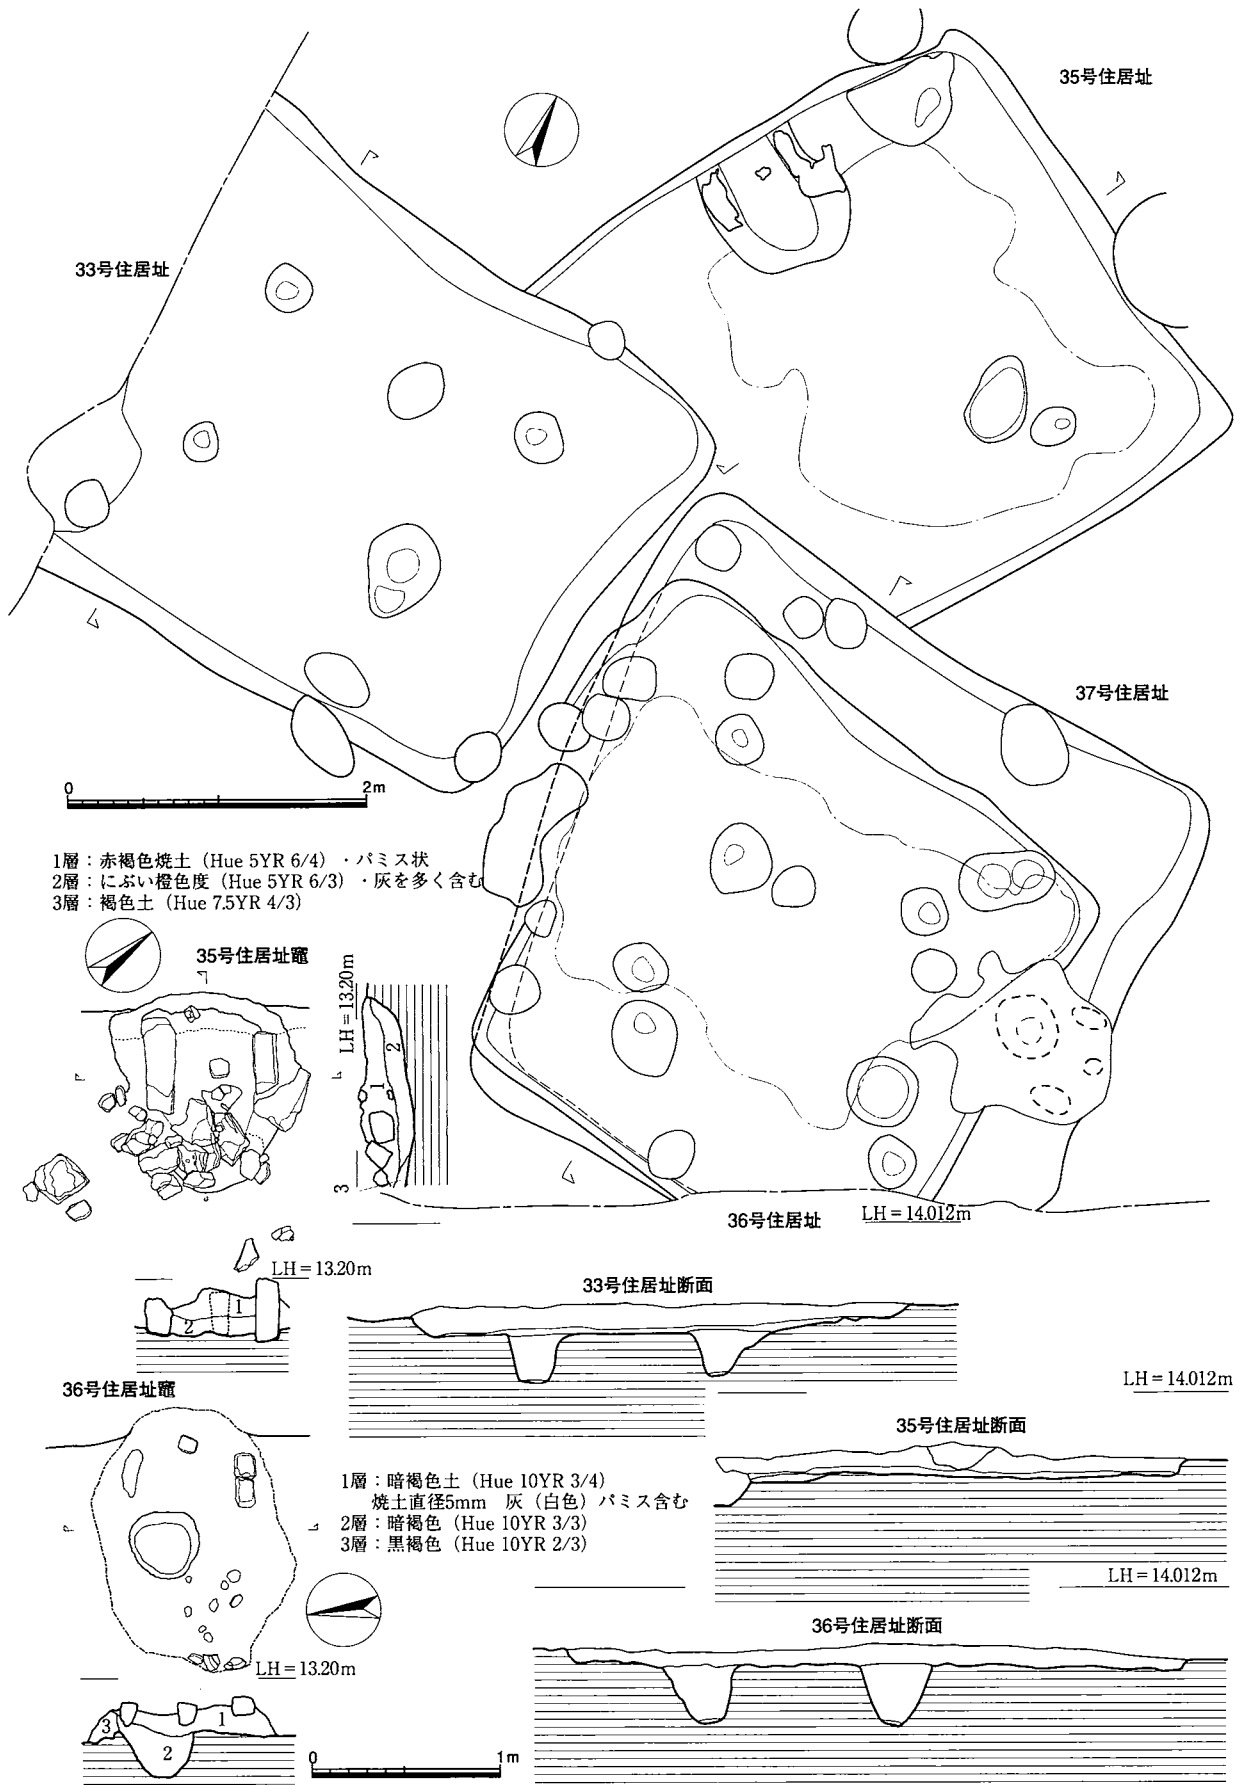 35号住居址
33号住居址
37号住居址
0 2m
1層：赤褐色焼土（Hue 5YR 6/4）・パミス状
2層：にぶい橙色度（Hue 5YR 6/3）・灰を多く含む
3層：褐色土（Hue 7.5YR 4/3）
35号住居址竈
LH＝13.20m
2
1
3
36号住居址
LH＝14.012m
LH＝13.20m
1
2
33号住居址断面
36号住居址竈
LH＝14.012m
35号住居址断面
1層：暗褐色土（Hue 10YR 3/4）
焼土直径5mm　灰（白色）パミス含む
2層：暗褐色（Hue 10YR 3/3）
3層：黒褐色（Hue 10YR 2/3）
LH＝14.012m
36号住居址断面
LH＝13.20m
3
1
2
0 1m